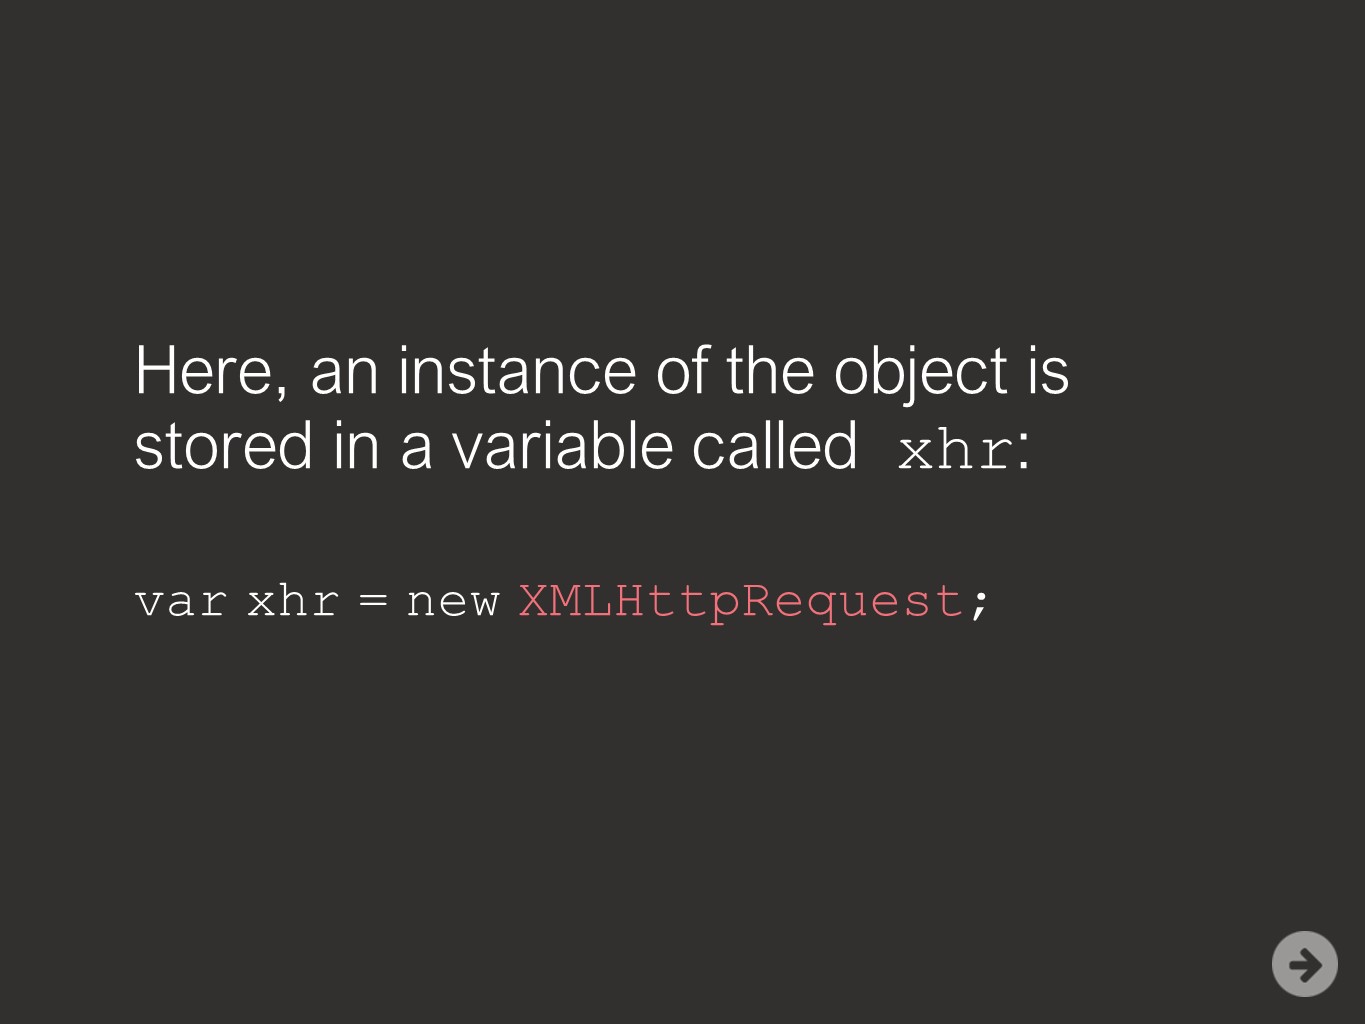 Here, an instance of the object is
stored in a variable called xhr:
var xhr = new XMLHttpRequest;